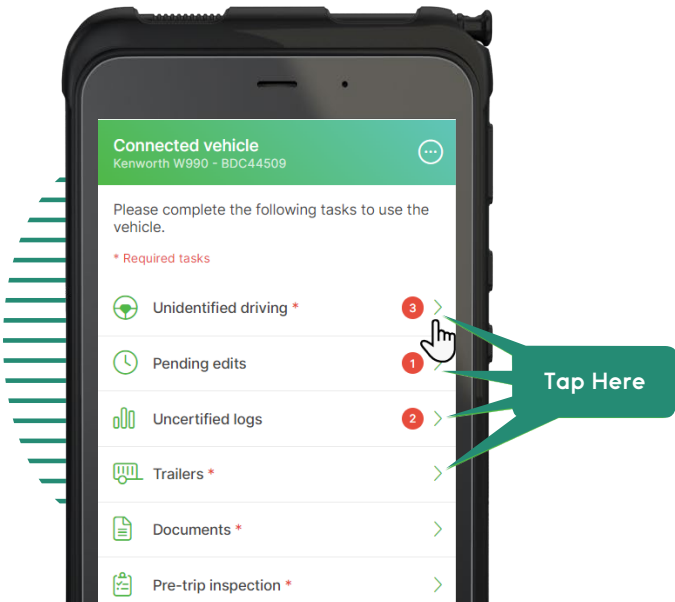 Connected vehicle
Kenworth W990 - BDC44509
Please complete the following tasks to use the
vehicle.
* Required tasks
Unidentified driving *
3
Pending edits
1
Uncertified logs
2
Trailers *
Documents *
Pre-trip inspection *
Tap Here